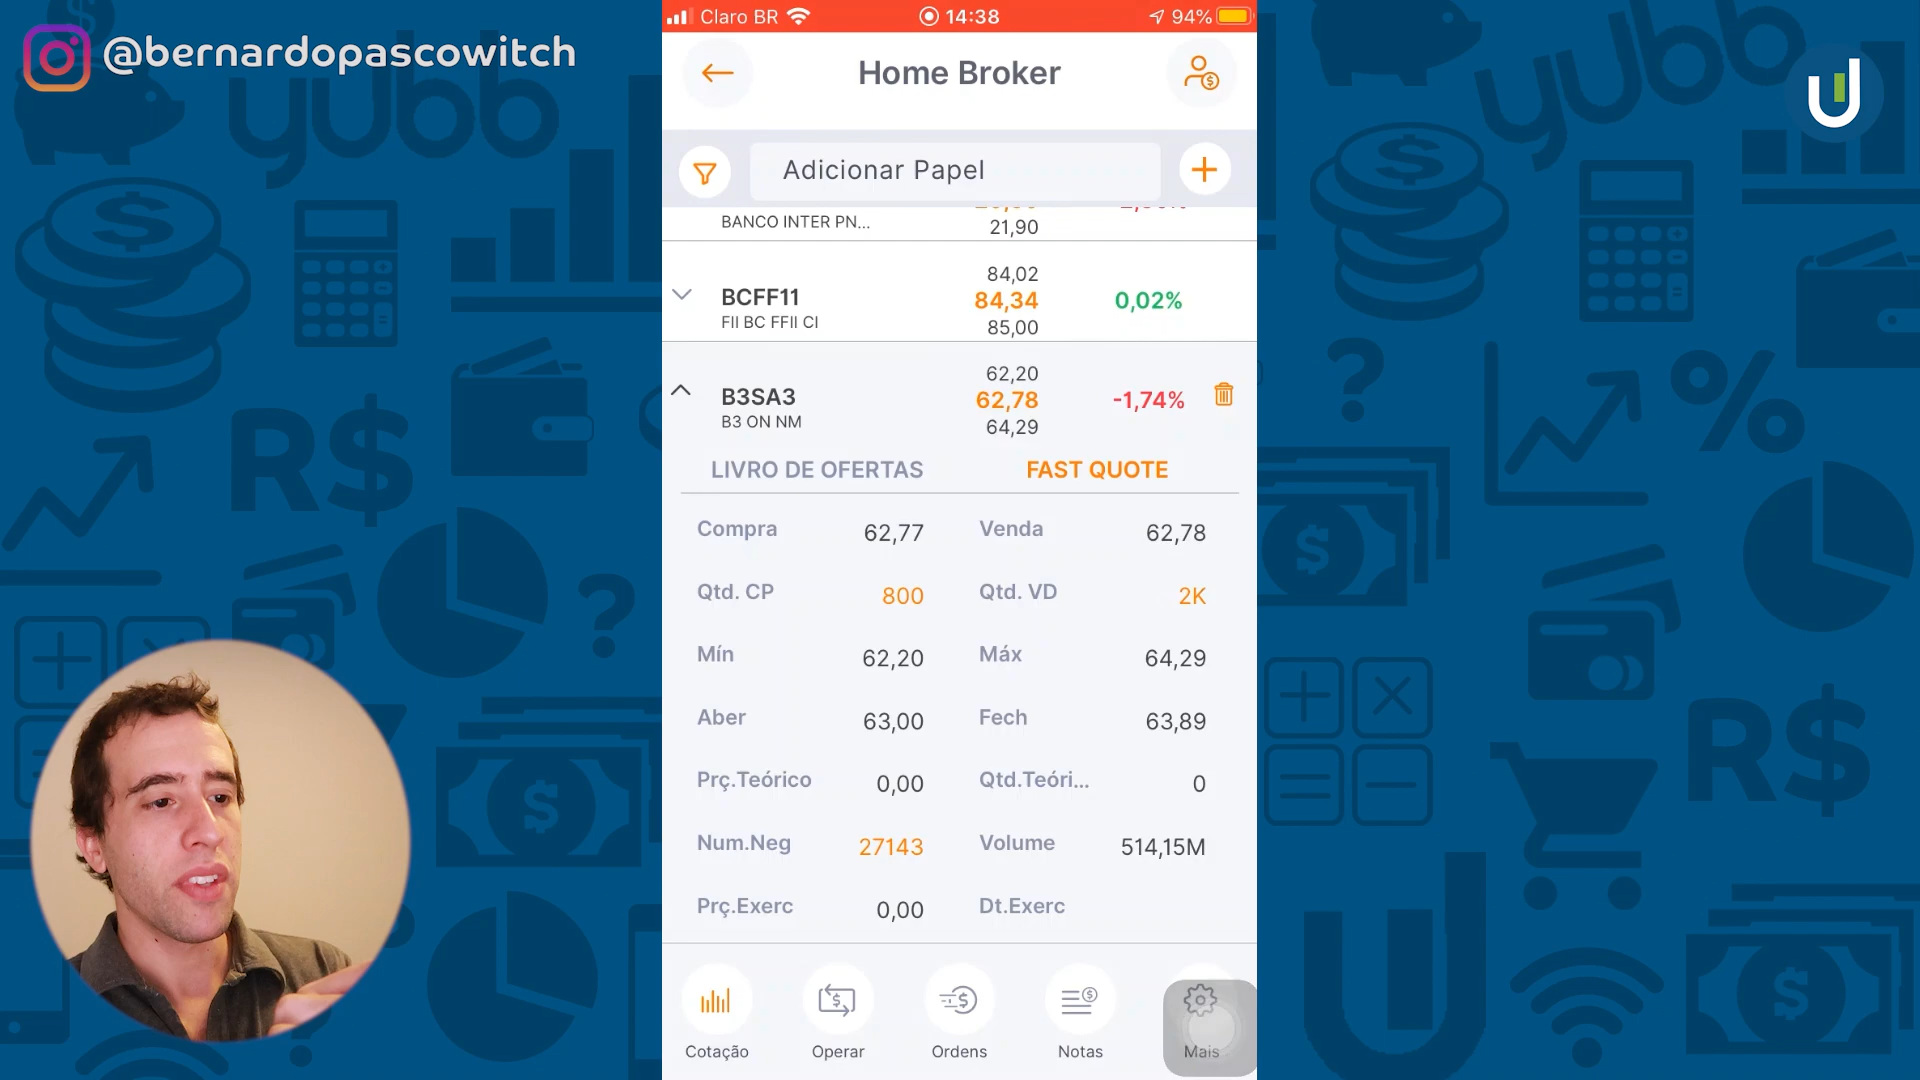 @bernardopascowitch
Claro BR
14:38
94%
Home Broker
Adicionar Papel
BANCO INTER PN...
21,90
BCFF11
FII BC FFII CI
84,02
84,34
85,00
0,02%
B3SA3
B3 ON NM
62,20
62,78
64,29
-1,74%
LIVRO DE OFERTAS
FAST QUOTE
Compra 62,77 Venda 62,78
Qtd. CP 800 Qtd. VD 2K
Mín 62,20 Máx 64,29
Aber 63,00 Fech 63,89
Prç.Teórico 0,00 Qtd.Teóri... 0
Num.Neg 27143 Volume 514,15M
Prç.Exerc 0,00 Dt.Exerc
Cotação Operar Ordens Notas Mais
yubb
yubb
R$
R$